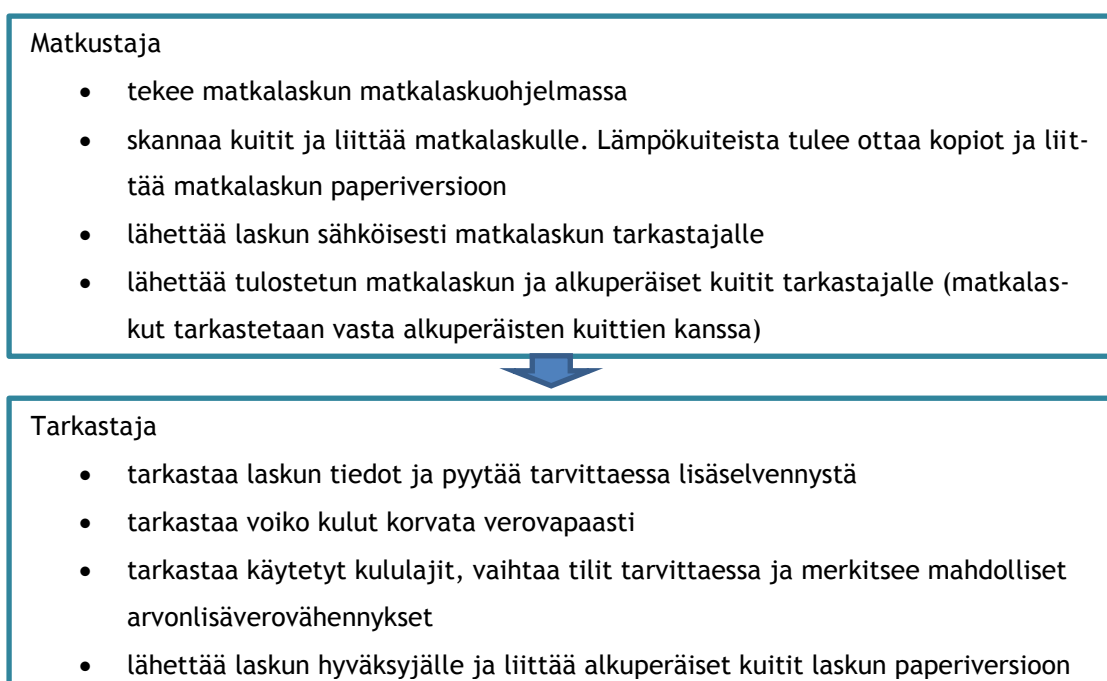 Matkustaja
• tekee matkalaskun matkalaskuohjelmassa
• skannaa kuitit ja liittää matkalaskulle. Lämpökuiteista tulee ottaa kopiot ja liit-
tää matkalaskun paperiversioon
• lähettää laskun sähköisesti matkalaskun tarkastajalle
• lähettää tulostetun matkalaskun ja alkuperäiset kuitit tarkastajalle (matkalas-
kut tarkastetaan vasta alkuperäisten kuittien kanssa)
Tarkastaja
• tarkastaa laskun tiedot ja pyytää tarvittaessa lisäselvennystä
• tarkastaa voiko kulut korvata verovapaasti
• tarkastaa käytetyt kululajit, vaihtaa tilit tarvittaessa ja merkitsee mahdolliset
arvonlisäverovähennykset
• lähettää laskun hyväksyjälle ja liittää alkuperäiset kuitit laskun paperiversioon